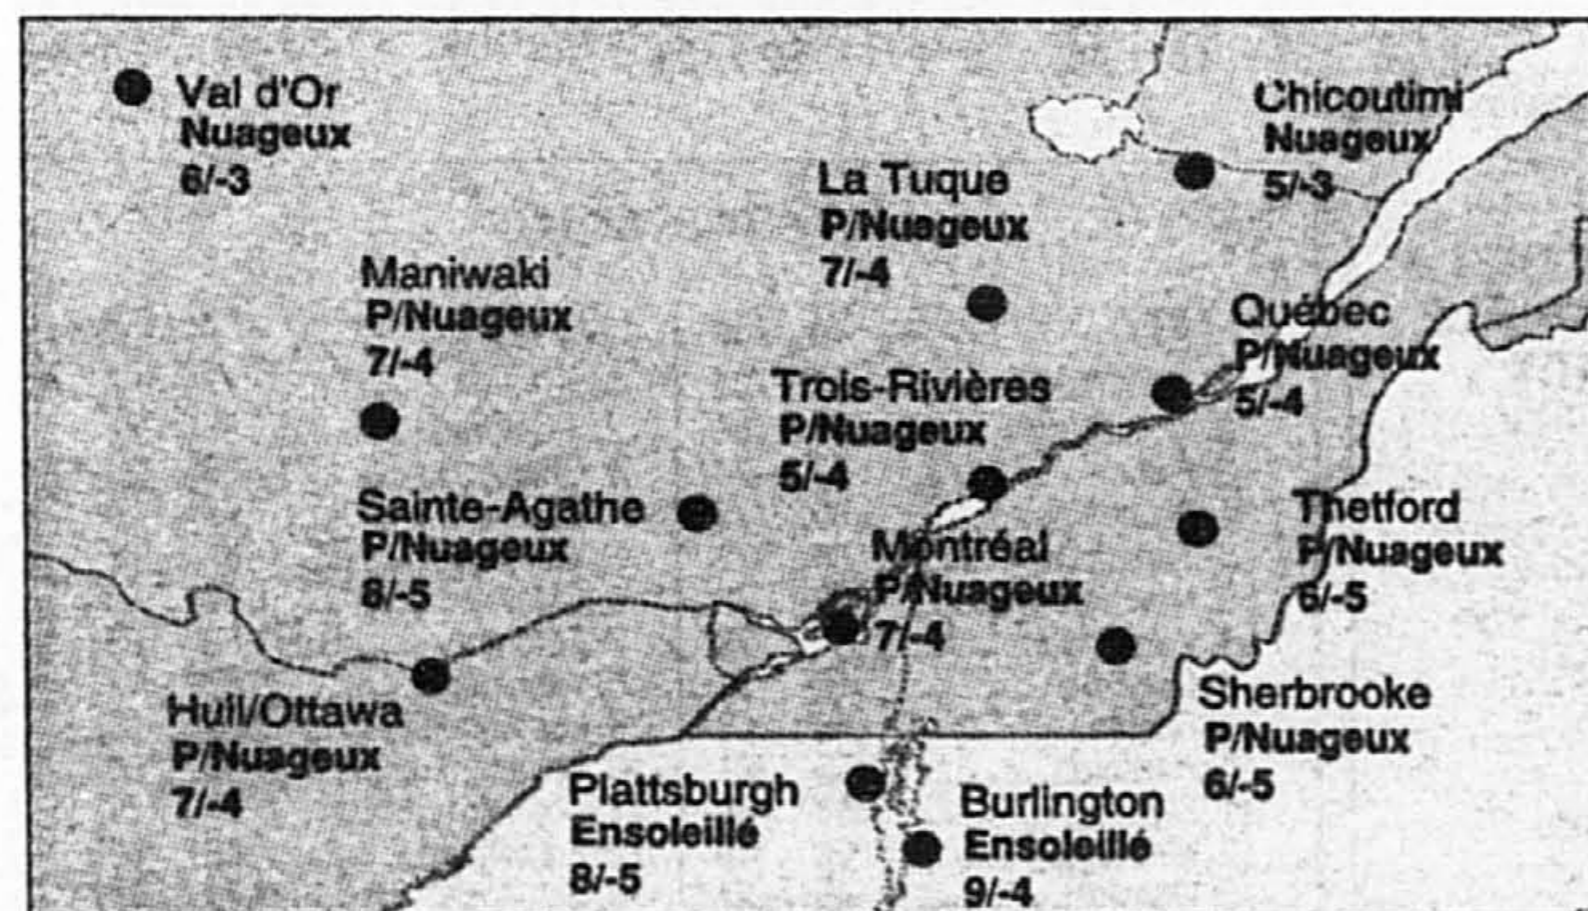 Val d'Or
Nuageux
6/-3
Chicoutimi
Nuageux
5/-3
La Tuque
P/Nuageux
7/-4
Maniwaki
P/Nuageux
7/-4
Québec
P/Nuageux
5/-4
Trois-Rivières
P/Nuageux
5/-4
Sainte-Agathe
P/Nuageux
8/-5
Thetford
P/Nuageux
6/-5
Montréal
P/Nuageux
7/-4
Hull/Ottawa
P/Nuageux
7/-4
Sherbrooke
P/Nuageux
6/-5
Plattsburgh
Ensoleillé
8/-5
Burlington
Ensoleillé
9/-4